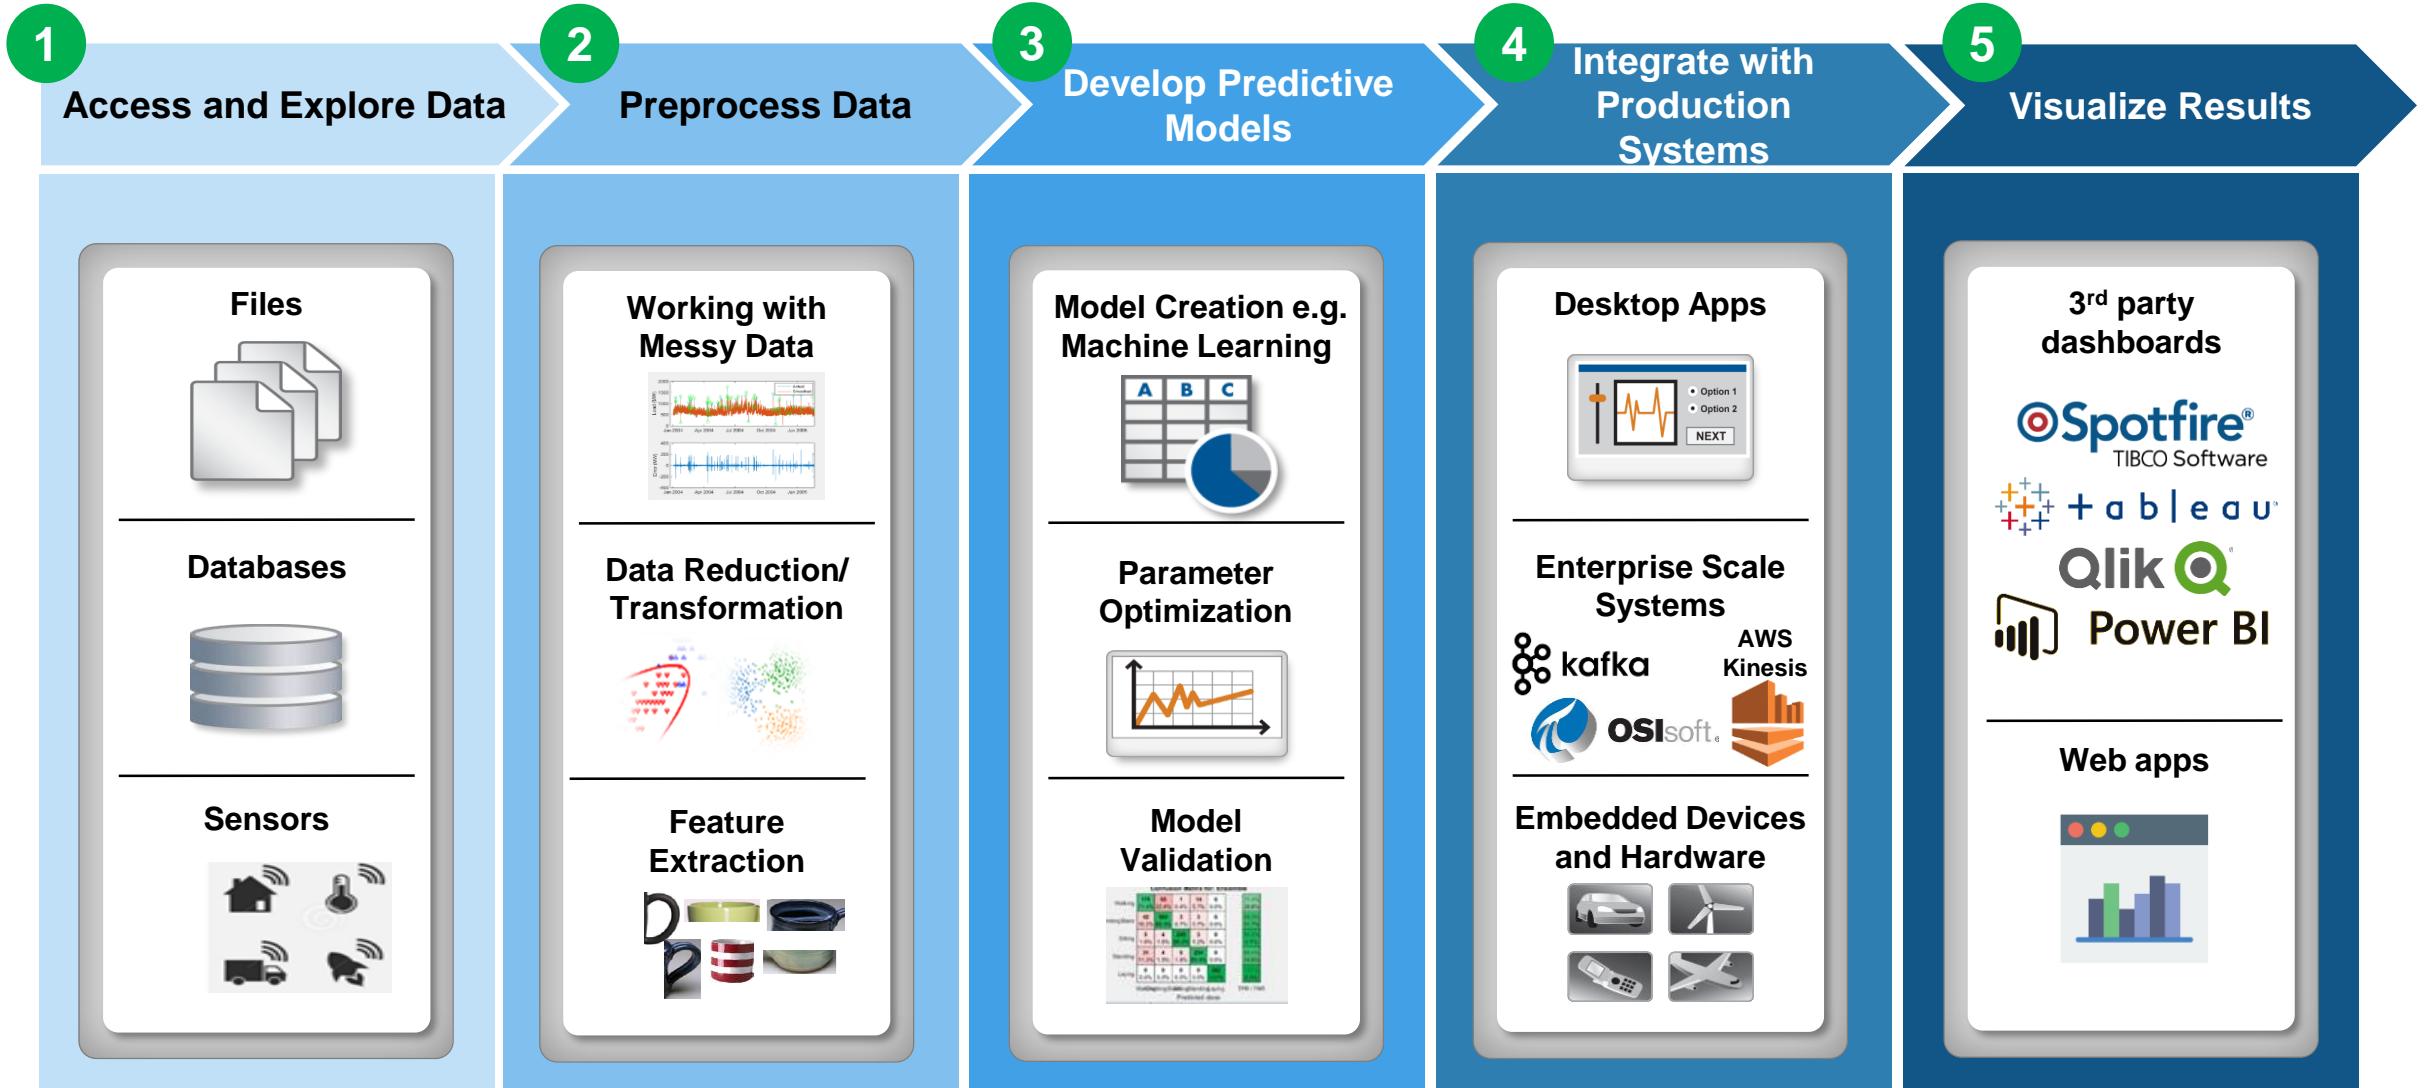 1
Access and Explore Data
2
Preprocess Data
3
Develop Predictive
Models
4
Integrate with
Production
Systems
5
Visualize Results
Files
Databases
Sensors
Working with
Messy Data
Data Reduction/
Transformation
Feature
Extraction
Model Creation e.g.
Machine Learning
A B C
Parameter
Optimization
Model
Validation
Desktop Apps
Option 1
Option 2
NEXT
Enterprise Scale
Systems
kafka
AWS
Kinesis
OSIsoft.
Embedded Devices
and Hardware
3rd party
dashboards
Spotfire®
TIBCO Software
+ableau
Qlik
Power BI
Web apps